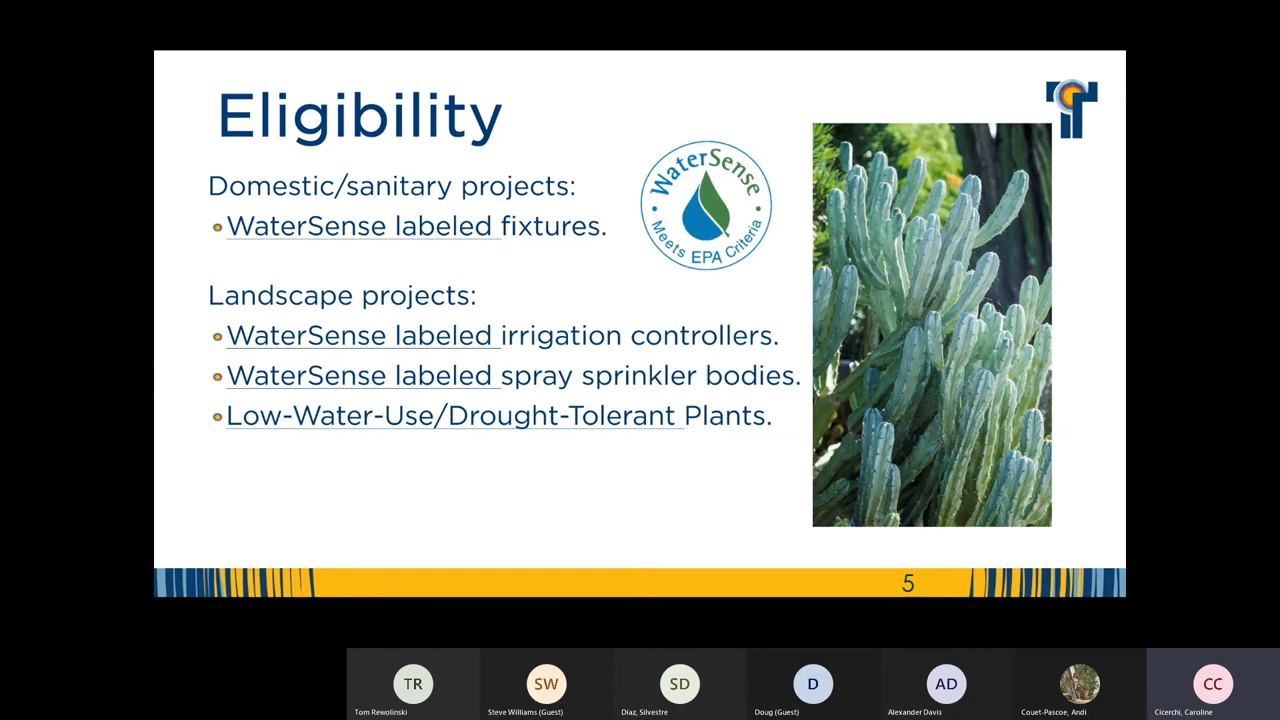 Eligibility
Domestic/sanitary projects:
WaterSense labeled fixtures.
WaterSense
Meets EPA Criteria
Landscape projects:
WaterSense labeled irrigation controllers.
WaterSense labeled spray sprinkler bodies.
Low-Water-Use/Drought-Tolerant Plants.
5
TR
SW
SD
D
AD
CC
Tom Rewolinski
Steve Williams (Guest)
Diaz, Silvestre
Doug (Guest)
Alexander Davis
Couet-Pascoe, Andi
Cicerchi, Caroline